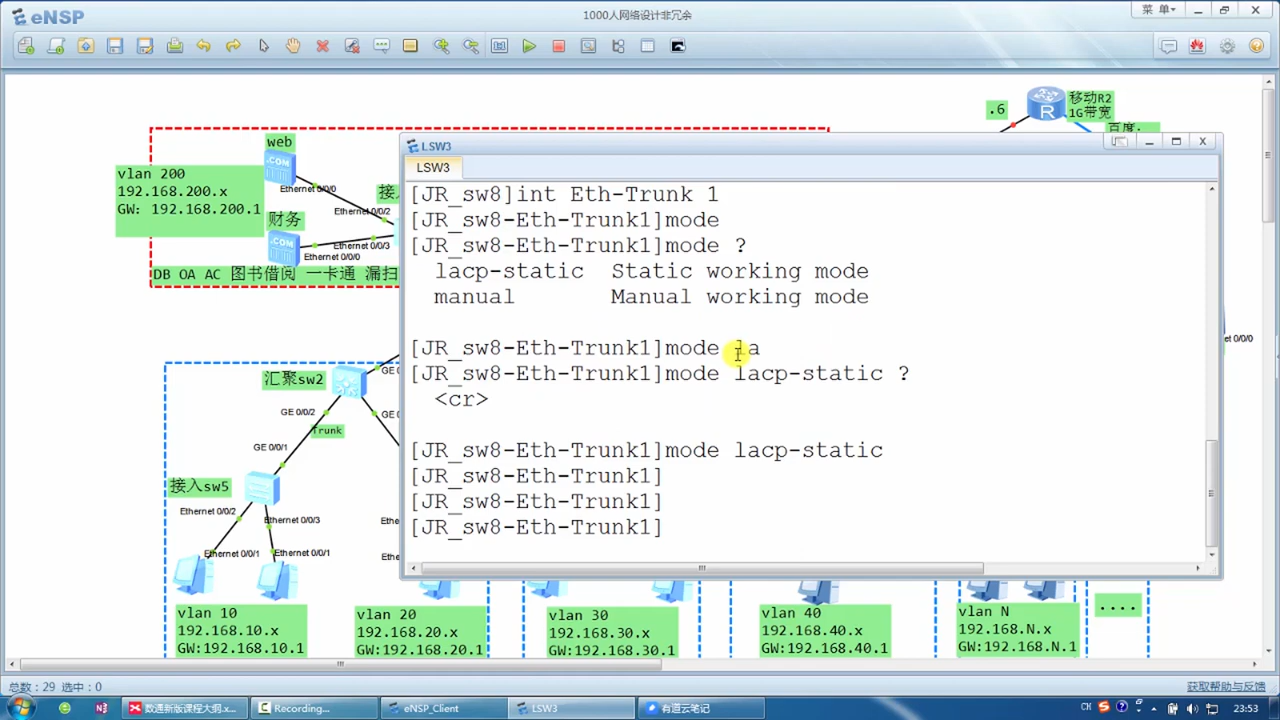 eNSP
1000人网络设计非冗余
菜 单
web
vlan 200
192.168.200.x
GW: 192.168.200.1
Ethernet 0/0/0
Ethernet 0/0/2
财务
Ethernet 0/0/3
Ethernet 0/0/0
DB OA AC 图书借阅 一卡通 漏扫
.6
移动R2
1G带宽
百度.
LSW3
LSW3
[JR_sw8]int Eth-Trunk 1
[JR_sw8-Eth-Trunk1]mode
[JR_sw8-Eth-Trunk1]mode ?
lacp-static Static working mode
manual Manual working mode
[JR_sw8-Eth-Trunk1]mode la
[JR_sw8-Eth-Trunk1]mode lacp-static ?
<cr>
[JR_sw8-Eth-Trunk1]mode lacp-static
[JR_sw8-Eth-Trunk1]
[JR_sw8-Eth-Trunk1]
[JR_sw8-Eth-Trunk1]
汇聚sw2
GE 0/0/2
Trunk
GE 0/0/1
接入sw5
Ethernet 0/0/2
Ethernet 0/0/3
Ethernet 0/0/1
Ethernet 0/0/1
vlan 10
192.168.10.x
GW:192.168.10.1
vlan 20
192.168.20.x
GW:192.168.20.1
vlan 30
192.168.30.x
GW:192.168.30.1
vlan 40
192.168.40.x
GW:192.168.40.1
vlan N
192.168.N.x
GW:192.168.N.1
....
总数：29 选中：0
获取帮助与反馈
数通新版课程大纲.x...
Recording...
eNSP_Client
LSW3
有道云笔记
CH
23:53